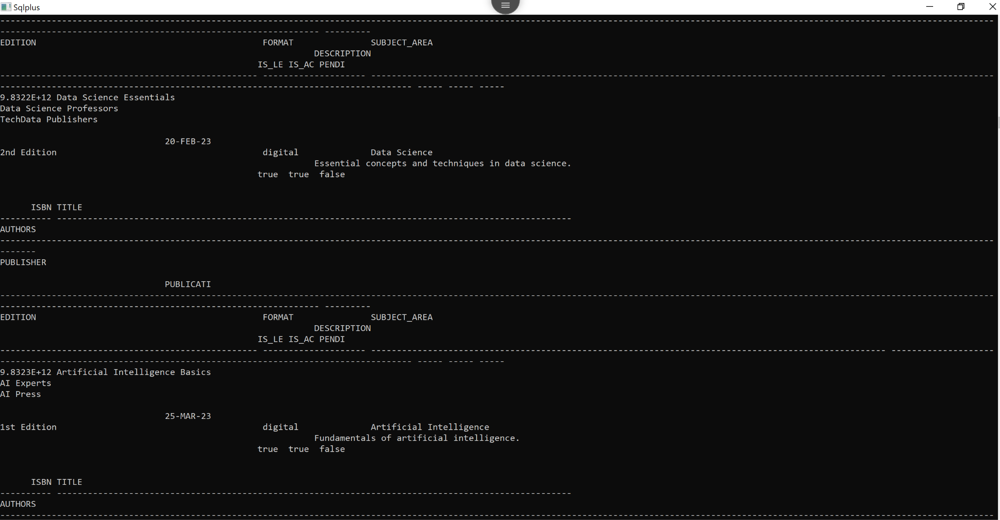 Sqlplus
------------------------------------------------------------------------------------------------------------------------------------------------------------------------------------------------
-------------------------------------------------------------- ---------
EDITION                                            FORMAT               SUBJECT_AREA
DESCRIPTION
IS_LE IS_AC PENDI
-------------------------------------------------- -------------------- ---------------------------------------------------------------------------------------------------- --------------------
-------------------------------------------------------------------------------- ----- ----- -----
9.8322E+12 Data Science Essentials
Data Science Professors
TechData Publishers
20-FEB-23
2nd Edition                                        digital              Data Science
Essential concepts and techniques in data science.
true  true  false
ISBN TITLE
---------- ----------------------------------------------------------------------------------------------------
AUTHORS
------------------------------------------------------------------------------------------------------------------------------------------------------------------------------------------------
-------
PUBLISHER
PUBLICATI
------------------------------------------------------------------------------------------------------------------------------------------------------------------------------------------------
-------------------------------------------------------------- ---------
EDITION                                            FORMAT               SUBJECT_AREA
DESCRIPTION
IS_LE IS_AC PENDI
-------------------------------------------------- -------------------- ---------------------------------------------------------------------------------------------------- --------------------
-------------------------------------------------------------------------------- ----- ----- -----
9.8323E+12 Artificial Intelligence Basics
AI Experts
AI Press
25-MAR-23
1st Edition                                        digital              Artificial Intelligence
Fundamentals of artificial intelligence.
true  true  false
ISBN TITLE
---------- ----------------------------------------------------------------------------------------------------
AUTHORS
------------------------------------------------------------------------------------------------------------------------------------------------------------------------------------------------